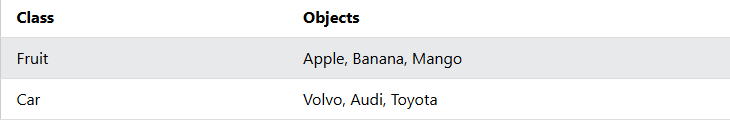 Class Objects
Fruit Apple, Banana, Mango
Car Volvo, Audi, Toyota